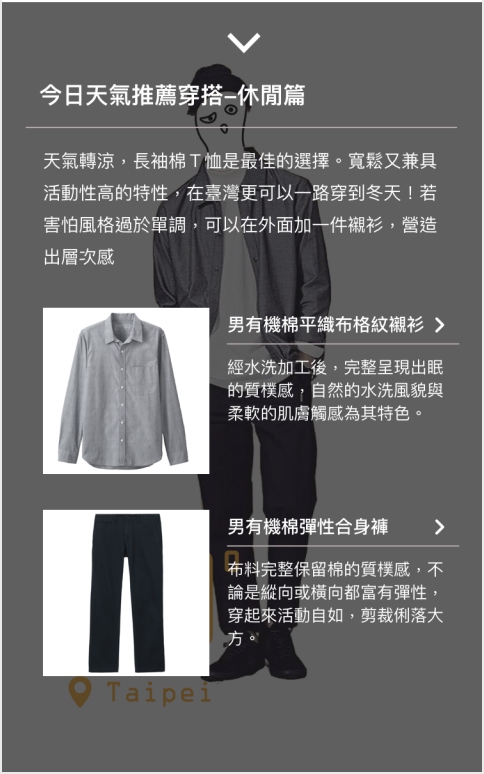 今日天氣推薦穿搭–休閒篇
天氣轉涼，長袖棉Ｔ恤是最佳的選擇。寬鬆又兼具
活動性高的特性，在臺灣更可以一路穿到冬天！若
害怕風格過於單調，可以在外面加一件襯衫，營造
出層次感
男有機棉平織布格紋襯衫
經水洗加工後，完整呈現出眠
的質樸感，自然的水洗風貌與
柔軟的肌膚觸感為其特色。
男有機棉彈性合身褲
布料完整保留棉的質樸感，不
論是縱向或橫向都富有彈性，
穿起來活動自如，剪裁俐落大
方。
Taipei